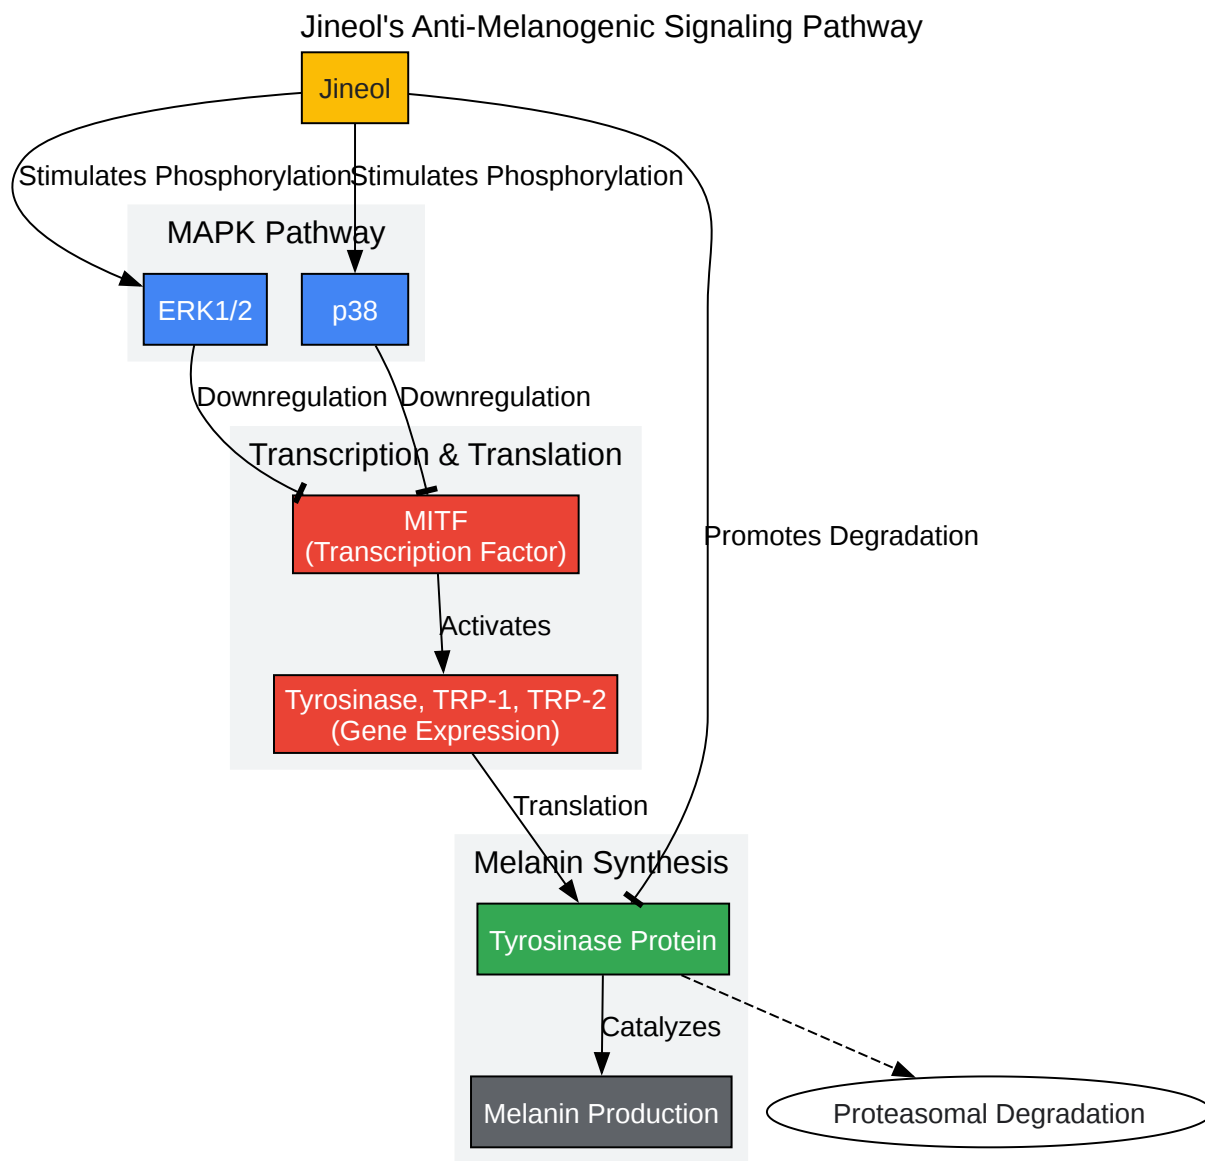 Jineol's Anti-Melanogenic Signaling Pathway
Jineol
Stimulates Phosphorylation
Stimulates Phosphorylation
MAPK Pathway
ERK1/2
p38
Downregulation
Downregulation
Transcription & Translation
MITF
(Transcription Factor)
Promotes Degradation
Activates
Tyrosinase, TRP-1, TRP-2
(Gene Expression)
Translation
Melanin Synthesis
Tyrosinase Protein
Catalyzes
Melanin Production
Proteasomal Degradation